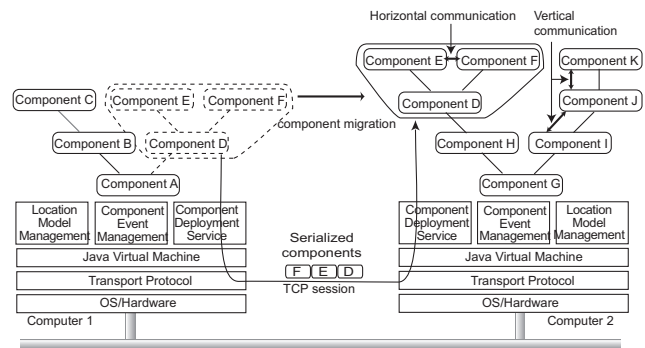 Horizontal communication
Vertical
communication
Component E
Component F
Component K
Component C
Component E
Component F
Component D
Component J
component migration
Component B
Component D
Component H
Component I
Component A
Component G
Location
Model
Management
Component
Event
Management
Component
Deployment
Service
Component
Deployment
Service
Component
Event
Management
Location
Model
Management
Serialized
components
Java Virtual Machine
Java Virtual Machine
F E D
Transport Protocol
TCP session
Transport Protocol
OS/Hardware
OS/Hardware
Computer 1
Computer 2